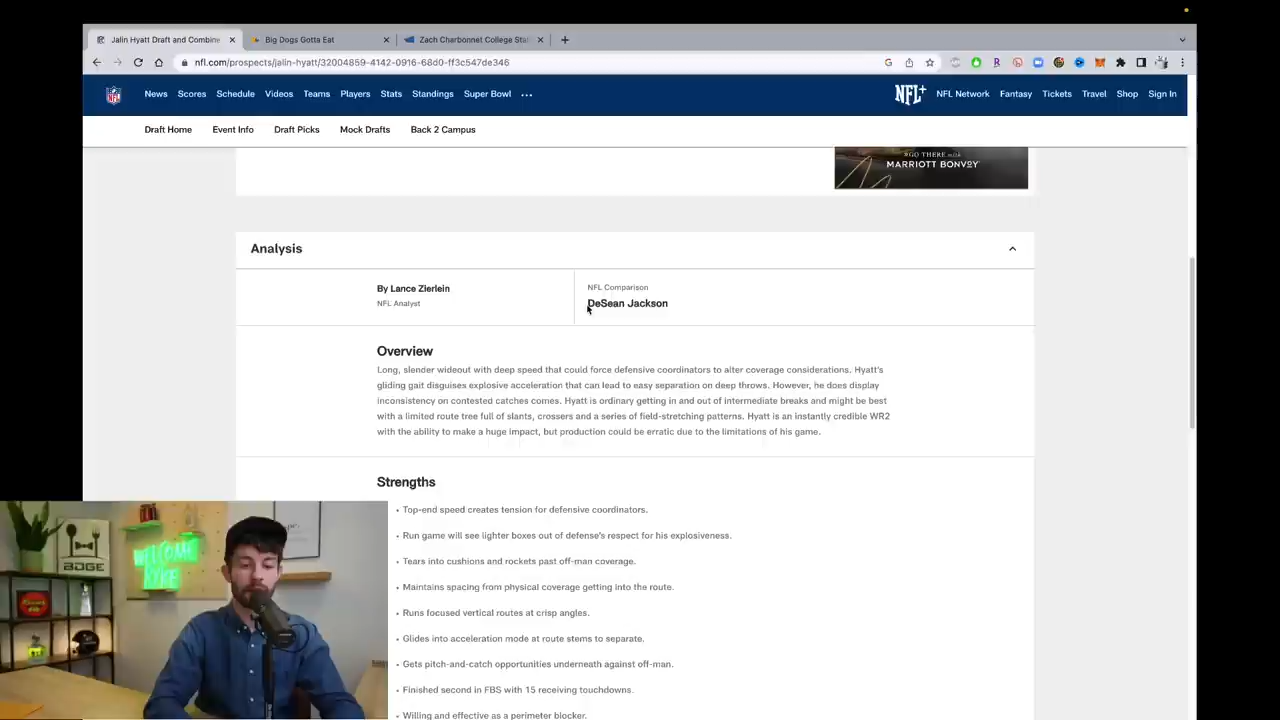 Jalin Hyatt Draft and Combine
Big Dogs Gotta Eat
Zach Charbonnet College Sta
nfl.com/prospects/jalin-hyatt/32004859-4142-0916-68d0-ff3c547de346
News Scores Schedule Videos Teams Players Stats Standings Super Bowl
NFL+ NFL Network Fantasy Tickets Travel Shop Sign In
Draft Home Event Info Draft Picks Mock Drafts Back 2 Campus
GO THERE with
MARRIOTT BONVOY
Analysis
By Lance Zierlein
NFL Analyst
NFL Comparison
DeSean Jackson
Overview
Long, slender wideout with deep speed that could force defensive coordinators to alter coverage considerations. Hyatt's
gliding gait disguises explosive acceleration that can lead to easy separation on deep throws. However, he does display
inconsistency on contested catches comes. Hyatt is ordinary getting in and out of intermediate breaks and might be best
with a limited route tree full of slants, crossers and a series of field-stretching patterns. Hyatt is an instantly credible WR2
with the ability to make a huge impact, but production could be erratic due to the limitations of his game.
Strengths
• Top-end speed creates tension for defensive coordinators.
• Run game will see lighter boxes out of defense's respect for his explosiveness.
• Tears into cushions and rockets past off-man coverage.
• Maintains spacing from physical coverage getting into the route.
• Runs focused vertical routes at crisp angles.
• Glides into acceleration mode at route stems to separate.
• Gets pitch-and-catch opportunities underneath against off-man.
• Finished second in FBS with 15 receiving touchdowns.
• Willing and effective as a perimeter blocker.
BDGE
WELCOME